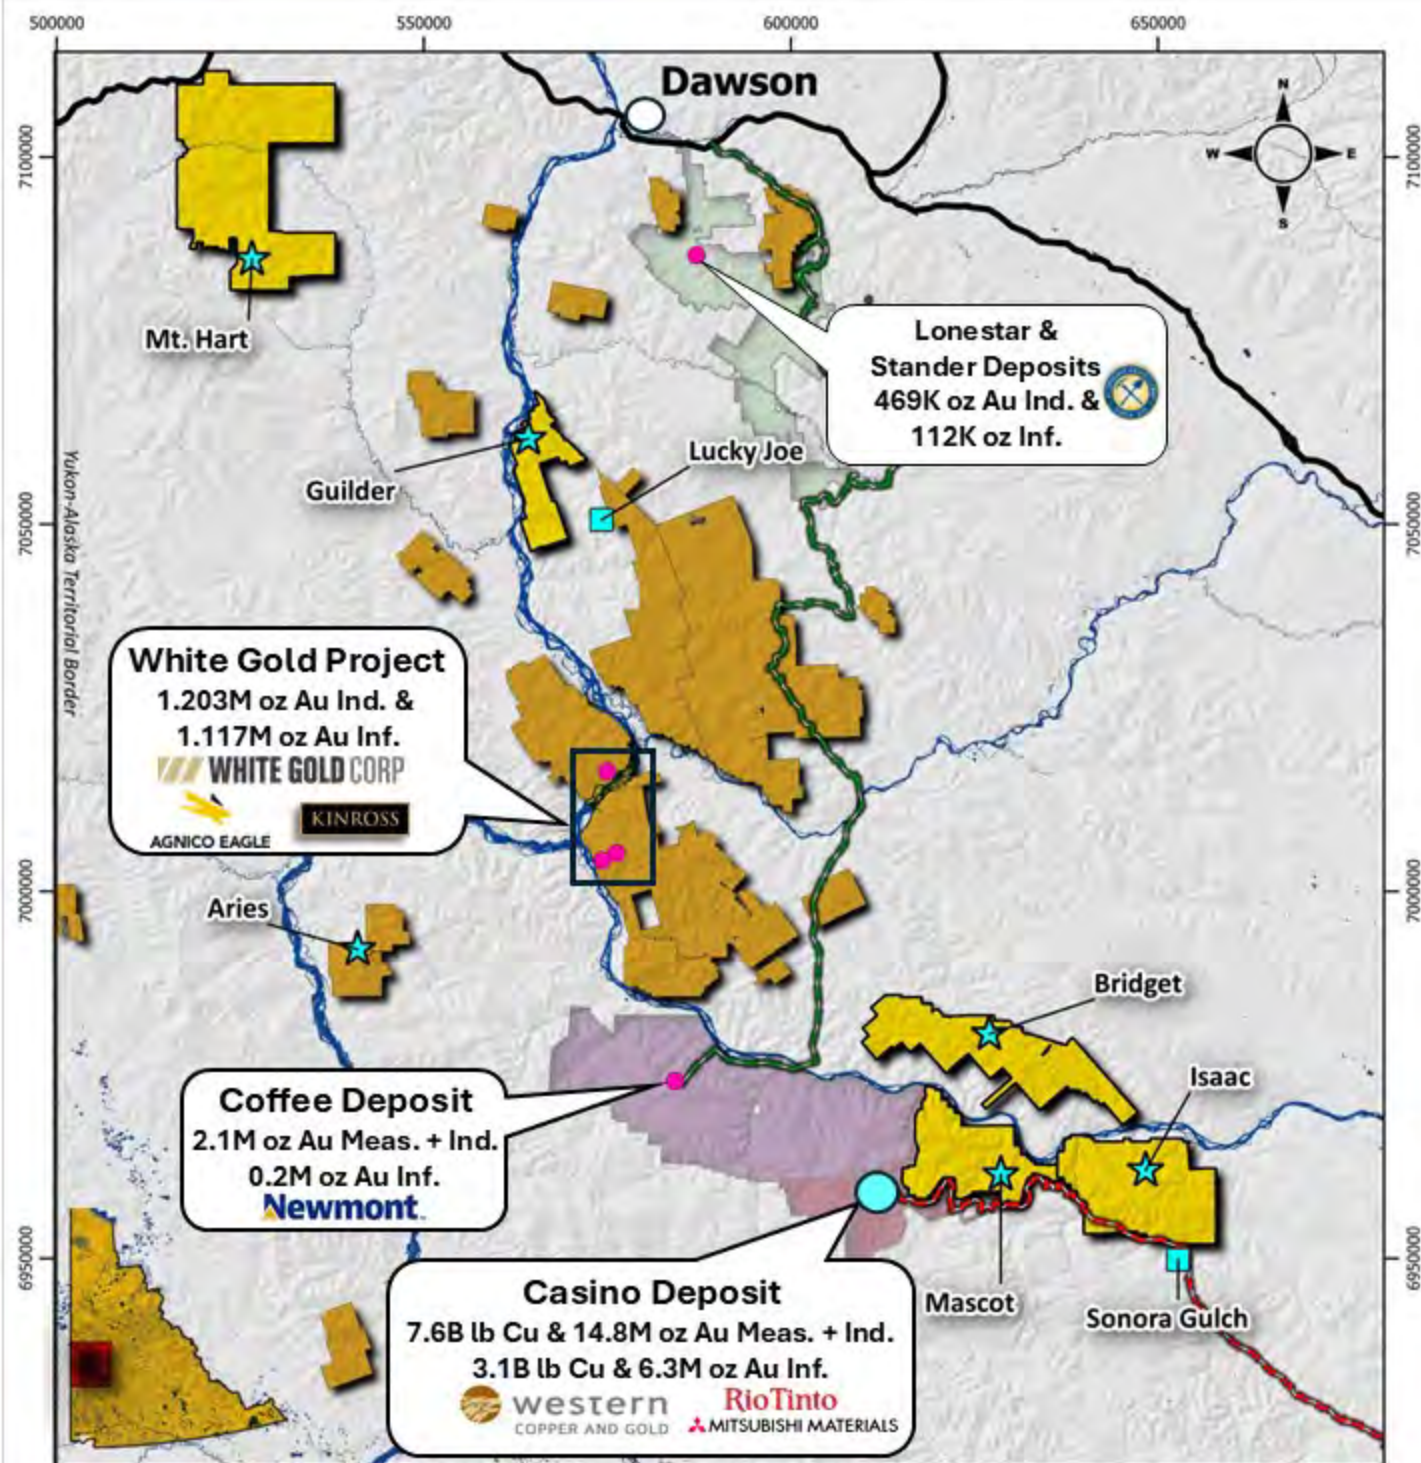 500000
550000
600000
650000
Dawson
N
W
E
S
7100000
7100000
Mt. Hart
Lonestar &
Stander Deposits
469K oz Au Ind. &
112K oz Inf.
Lucky Joe
Guilder
Yukon-Alaska Territorial Border
7050000
7050000
White Gold Project
1.203M oz Au Ind. &
1.117M oz Au Inf.
WHITE GOLD CORP
AGNICO EAGLE
KINROSS
7000000
7000000
Aries
Bridget
Isaac
Coffee Deposit
2.1M oz Au Meas. + Ind.
0.2M oz Au Inf.
Newmont
6950000
6950000
Mascot
Sonora Gulch
Casino Deposit
7.6B lb Cu & 14.8M oz Au Meas. + Ind.
3.1B lb Cu & 6.3M oz Au Inf.
western
COPPER AND GOLD
RioTinto
MITSUBISHI MATERIALS